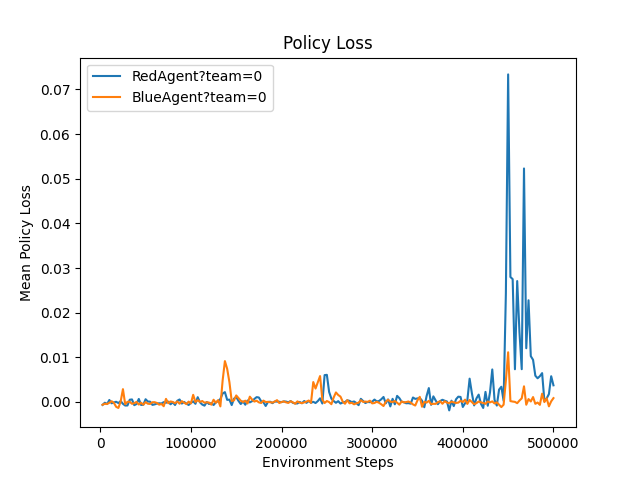 Policy Loss
RedAgent?team=0
BlueAgent?team=0
Mean Policy Loss
0.07
0.06
0.05
0.04
0.03
0.02
0.01
0.00
0
100000
200000
300000
400000
500000
Environment Steps